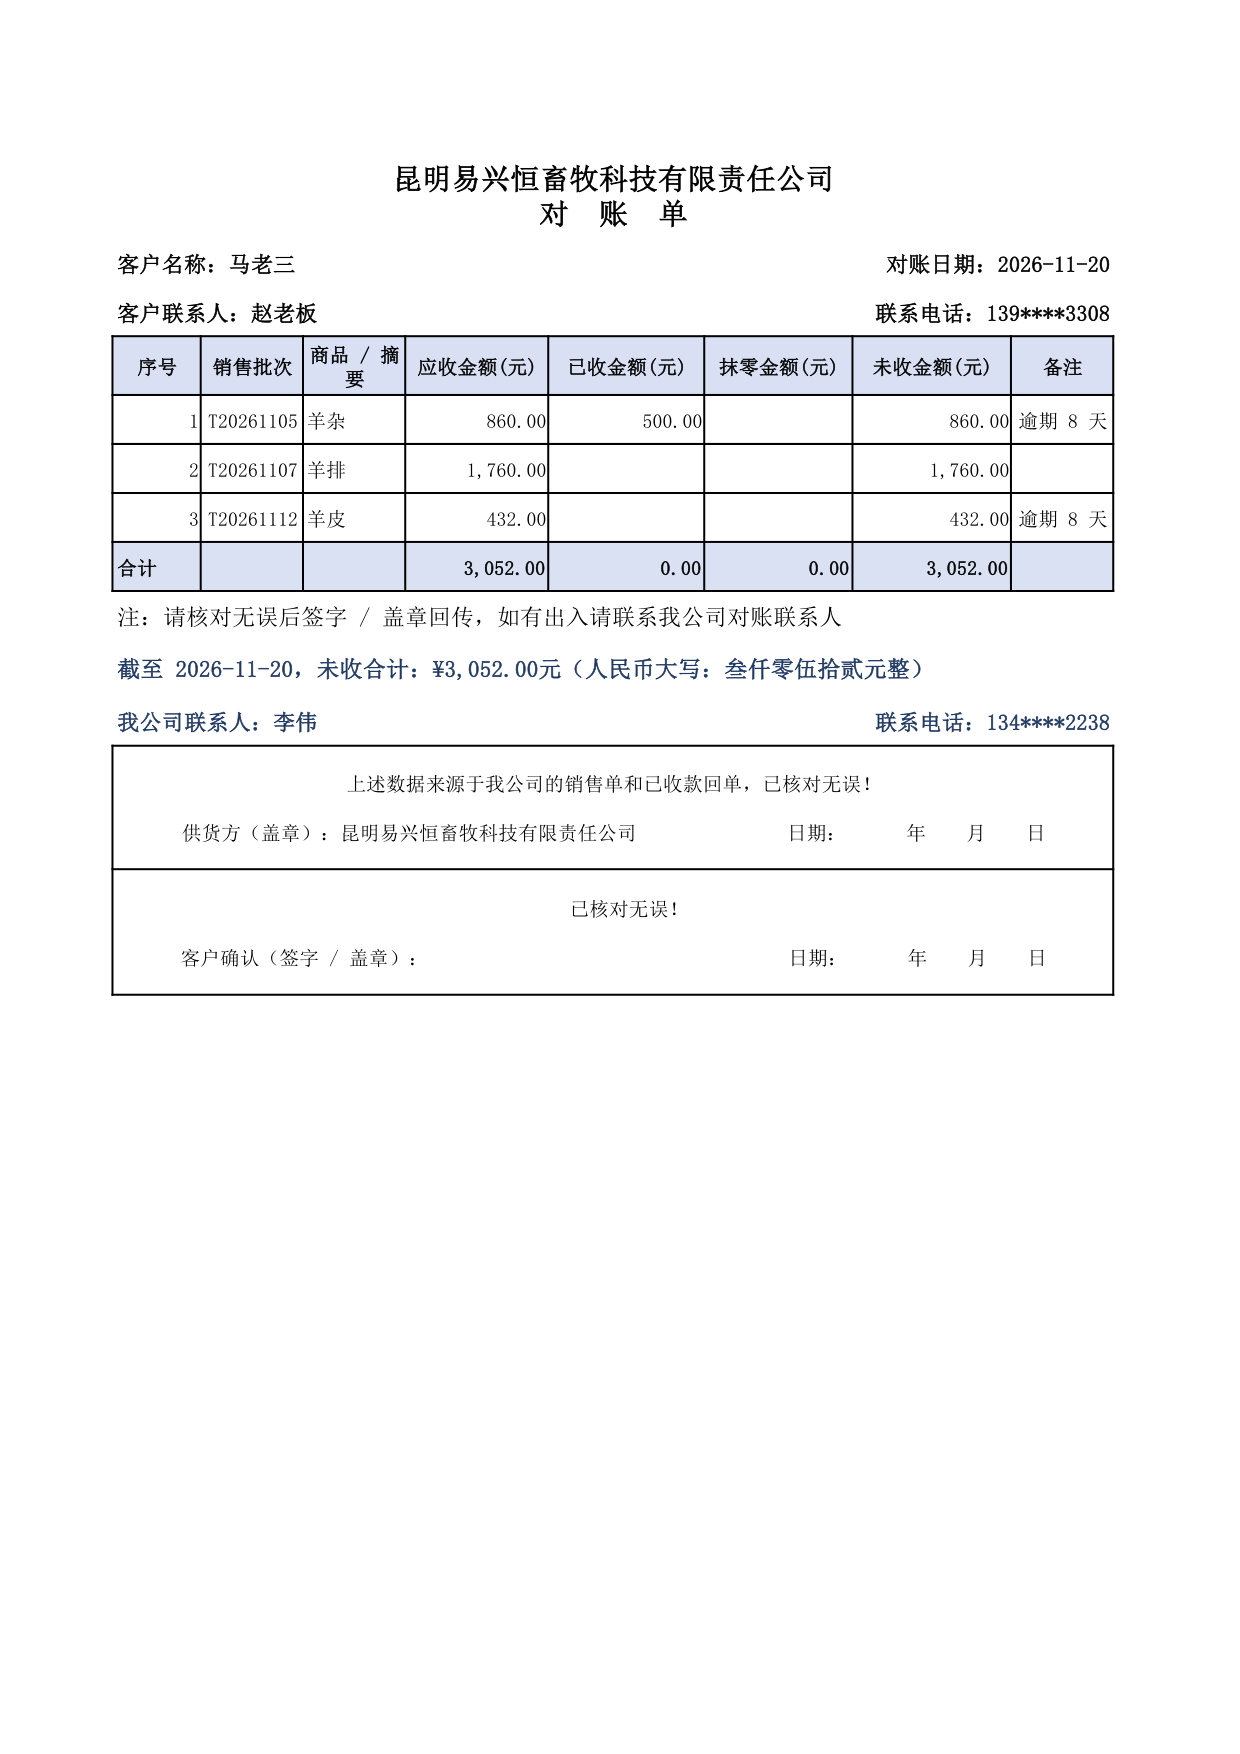 昆明易兴恒畜牧科技有限责任公司
对 账 单
客户名称：马老三 对账日期：2026-11-20
客户联系人：赵老板 联系电话：139****3308
序号 销售批次 商品 / 摘要 应收金额(元) 已收金额(元) 抹零金额(元) 未收金额(元) 备注
1 T20261105 羊杂 860.00 500.00 860.00 逾期 8 天
2 T20261107 羊排 1,760.00 1,760.00
3 T20261112 羊皮 432.00 432.00 逾期 8 天
合计 3,052.00 0.00 0.00 3,052.00
注：请核对无误后签字 / 盖章回传，如有出入请联系我公司对账联系人
截至 2026-11-20，未收合计：¥3,052.00元（人民币大写：叁仟零伍拾贰元整）
我公司联系人：李伟 联系电话：134****2238
上述数据来源于我公司的销售单和已收款回单，已核对无误！
供货方（盖章）：昆明易兴恒畜牧科技有限责任公司 日期： 年 月 日
已核对无误！
客户确认（签字 / 盖章）： 日期： 年 月 日